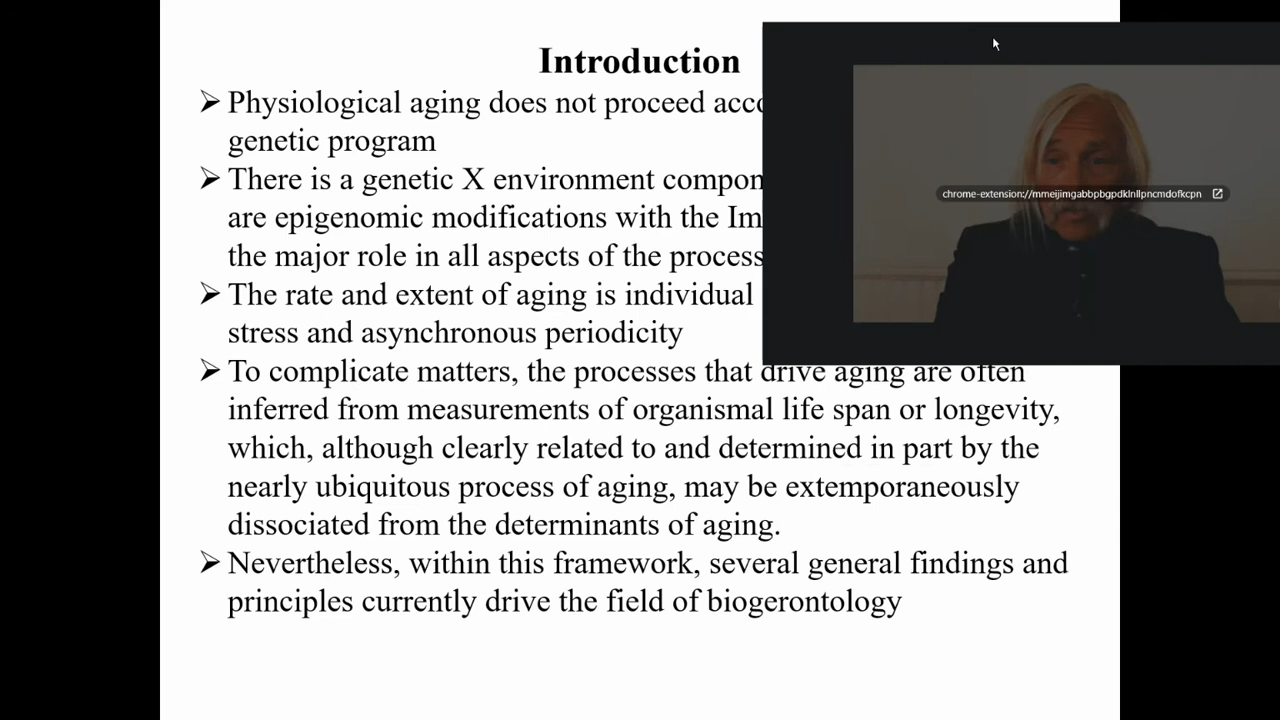 Introduction
➢ Physiological aging does not proceed acco
genetic program
➢ There is a genetic X environment compon
are epigenomic modifications with the Im
the major role in all aspects of the process
➢ The rate and extent of aging is individual
stress and asynchronous periodicity
➢ To complicate matters, the processes that drive aging are often
inferred from measurements of organismal life span or longevity,
which, although clearly related to and determined in part by the
nearly ubiquitous process of aging, may be extemporaneously
dissociated from the determinants of aging.
➢ Nevertheless, within this framework, several general findings and
principles currently drive the field of biogerontology
chrome-extension://mmeijimgabbpbgpdklnllpncmdofkcpn